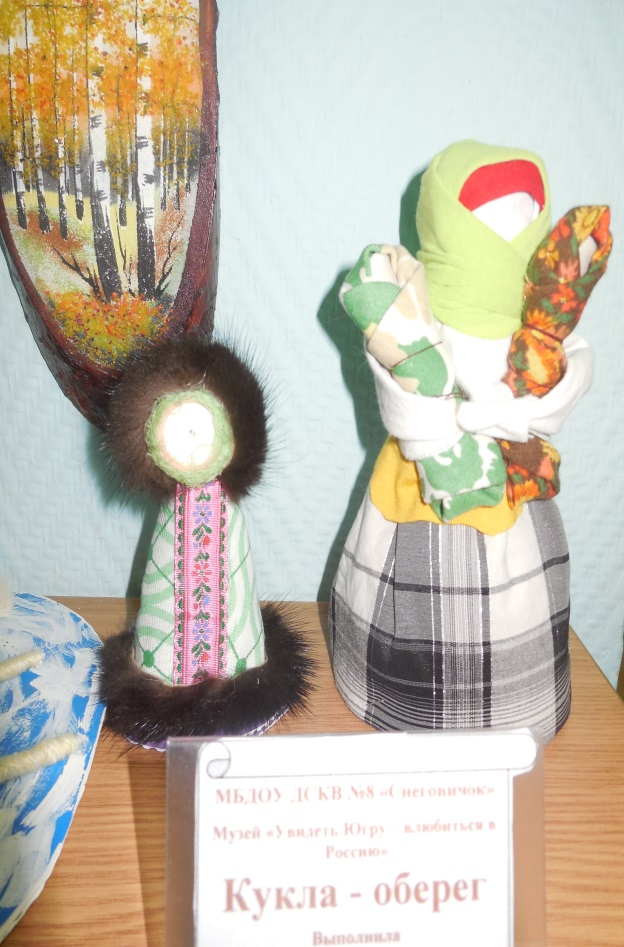 МБДОУ ДСКВ №8 «Снеговичок»
Музей «Увидеть Югру - влюбиться в
Россию»
Кукла - оберег
Выполнила